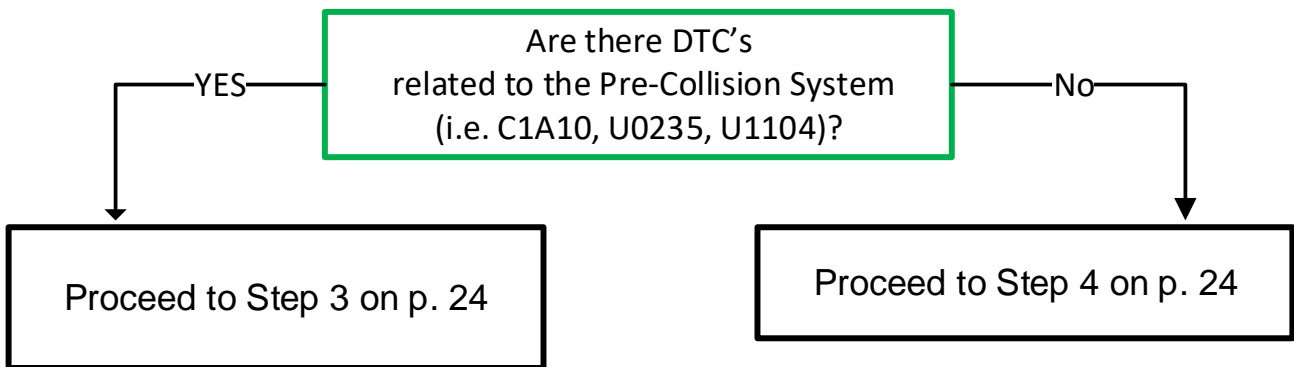 Are there DTC's
related to the Pre-Collision System
(i.e. C1A10, U0235, U1104)?
YES
No
Proceed to Step 3 on p. 24
Proceed to Step 4 on p. 24